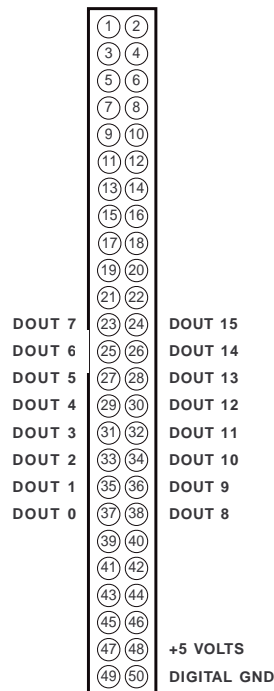 1 2
3 4
5 6
7 8
9 10
11 12
13 14
15 16
17 18
19 20
21 22
DOUT 7 23 24 DOUT 15
DOUT 6 25 26 DOUT 14
DOUT 5 27 28 DOUT 13
DOUT 4 29 30 DOUT 12
DOUT 3 31 32 DOUT 11
DOUT 2 33 34 DOUT 10
DOUT 1 35 36 DOUT 9
DOUT 0 37 38 DOUT 8
39 40
41 42
43 44
45 46
47 48 +5 VOLTS
49 50 DIGITAL GND